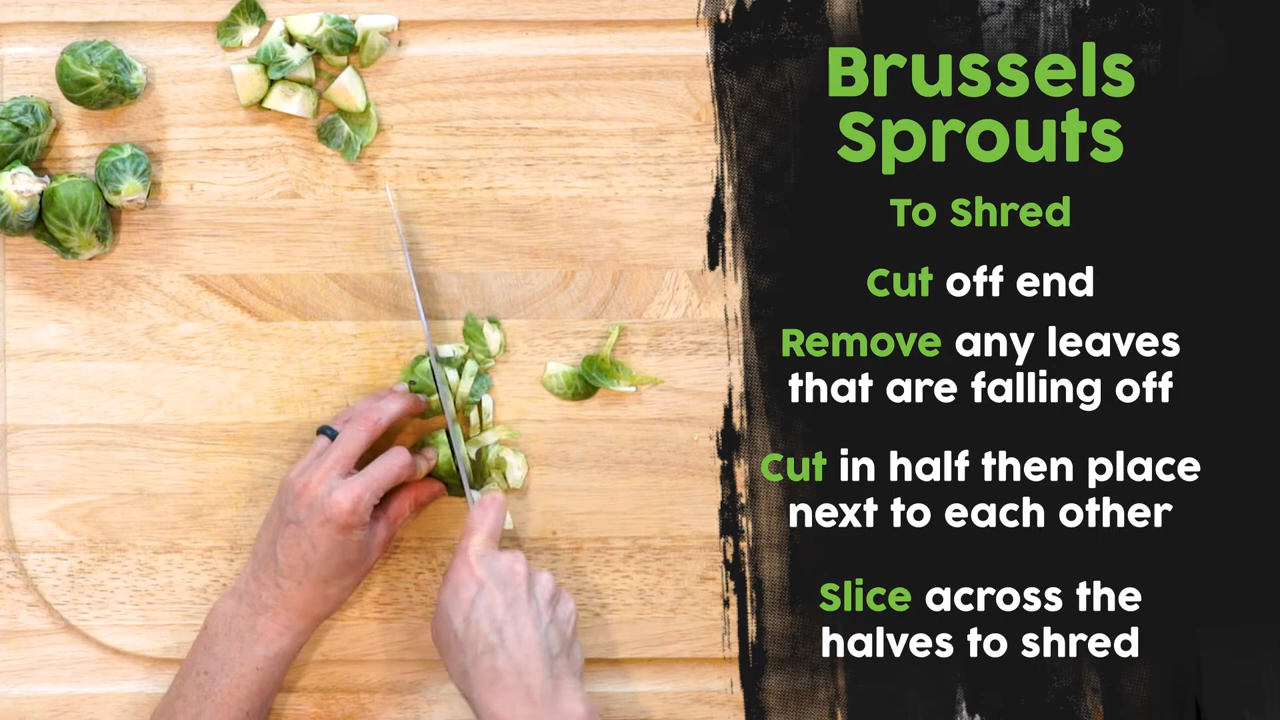 Brussels
Sprouts
To Shred
Cut off end
Remove any leaves
that are falling off
Cut in half then place
next to each other
Slice across the
halves to shred